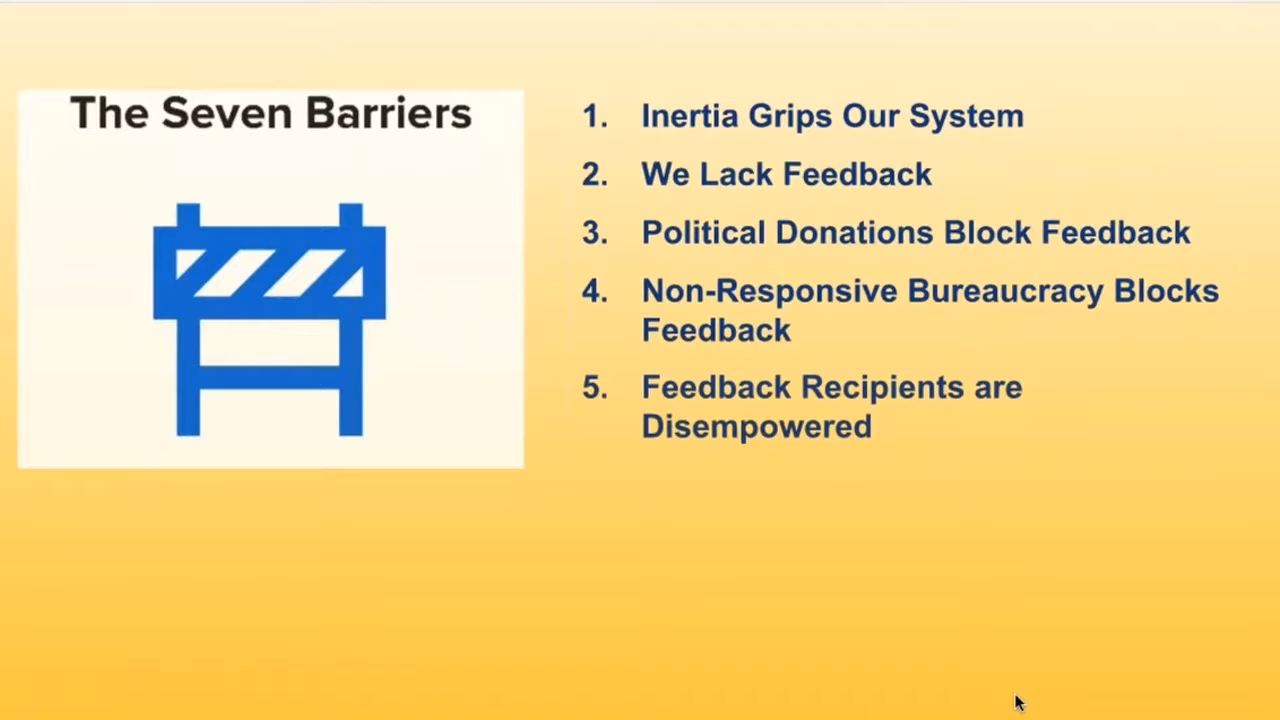 The Seven Barriers
1. Inertia Grips Our System
2. We Lack Feedback
3. Political Donations Block Feedback
4. Non-Responsive Bureaucracy Blocks
Feedback
5. Feedback Recipients are
Disempowered